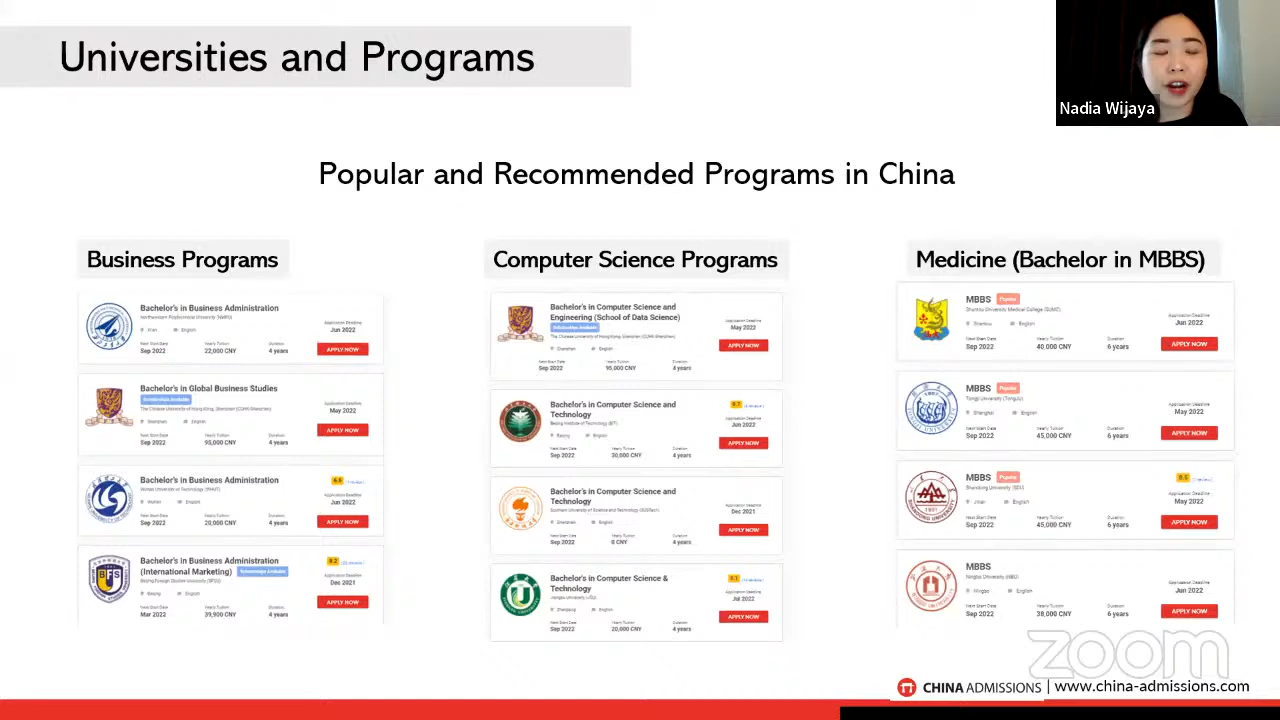 Universities and Programs
Nadia Wijaya
Popular and Recommended Programs in China
Business Programs
Bachelor's in Business Administration
Northwestern Polytechnical University (NWPU)
Xi'an English
Application Deadline
Jun 2022
Next Start Date Yearly Tuition Duration
Sep 2022 22,000 CNY 4 years
APPLY NOW
Bachelor's in Global Business Studies
Scholarships Available
The Chinese University of Hong Kong, Shenzhen (CUHK-Shenzhen)
Shenzhen English
Application Deadline
May 2022
Next Start Date Yearly Tuition Duration
Sep 2022 95,000 CNY 4 years
APPLY NOW
Bachelor's in Business Administration
Wuhan English
Application Deadline
Jun 2022
Next Start Date Yearly Tuition Duration
Sep 2022 20,000 CNY 4 years
APPLY NOW
Bachelor's in Business Administration
(International Marketing) Scholarships Available
Beijing Foreign Studies University (BFSU)
Beijing English
9.2
Application Deadline
Dec 2021
Next Start Date Yearly Tuition Duration
Mar 2022 39,900 CNY 4 years
APPLY NOW
Computer Science Programs
Bachelor's in Computer Science and
Engineering (School of Data Science)
Scholarships Available
The Chinese University of Hong Kong, Shenzhen (CUHK-Shenzhen)
Shenzhen English
Application Deadline
May 2022
Next Start Date Yearly Tuition Duration
Sep 2022 95,000 CNY 4 years
APPLY NOW
Bachelor's in Computer Science and
Technology
Beijing Institute of Technology (BIT)
Beijing English
Application Deadline
Jun 2022
Next Start Date Yearly Tuition Duration
Sep 2022 30,000 CNY 4 years
APPLY NOW
Bachelor's in Computer Science and
Technology
Southern University of Science and Technology (SUSTech)
Shenzhen English
Application Deadline
Dec 2021
Next Start Date Yearly Tuition Duration
Sep 2022 0 CNY 4 years
APPLY NOW
Bachelor's in Computer Science &
Technology
Jiangsu University (JSU)
Zhenjiang English
Application Deadline
Jul 2022
Next Start Date Yearly Tuition Duration
Sep 2022 20,000 CNY 4 years
APPLY NOW
Medicine (Bachelor in MBBS)
MBBS Popular
Shantou University Medical College (SUMC)
Shantou English
Application Deadline
Jun 2022
Next Start Date Yearly Tuition Duration
Sep 2022 40,000 CNY 6 years
APPLY NOW
MBBS Popular
Tongji University (TongjiU)
Shanghai English
Application Deadline
May 2022
Next Start Date Yearly Tuition Duration
Sep 2022 45,000 CNY 6 years
APPLY NOW
MBBS Popular
Shandong University (SDU)
Jinan English
Application Deadline
May 2022
Next Start Date Yearly Tuition Duration
Sep 2022 45,000 CNY 6 years
APPLY NOW
MBBS
Ningbo University (NBU)
Ningbo English
Application Deadline
Jun 2022
Next Start Date Yearly Tuition Duration
Sep 2022 38,000 CNY 6 years
APPLY NOW
zoom
CHINA ADMISSIONS | www.china-admissions.com